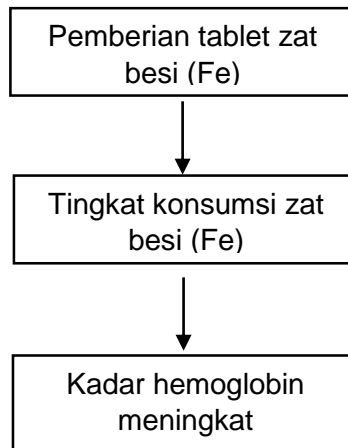 Pemberian tablet zat
besi (Fe)
Tingkat konsumsi zat
besi (Fe)
Kadar hemoglobin
meningkat